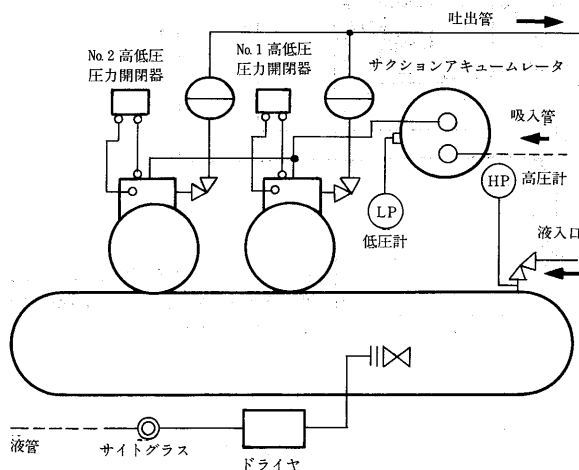 吐出管
No.2 高低圧
圧力開閉器
No.1 高低圧
圧力開閉器
サクションアキュームレータ
吸入管
HP
高圧計
LP
低圧計
液入口
液管
サイトグラス
ドライヤ